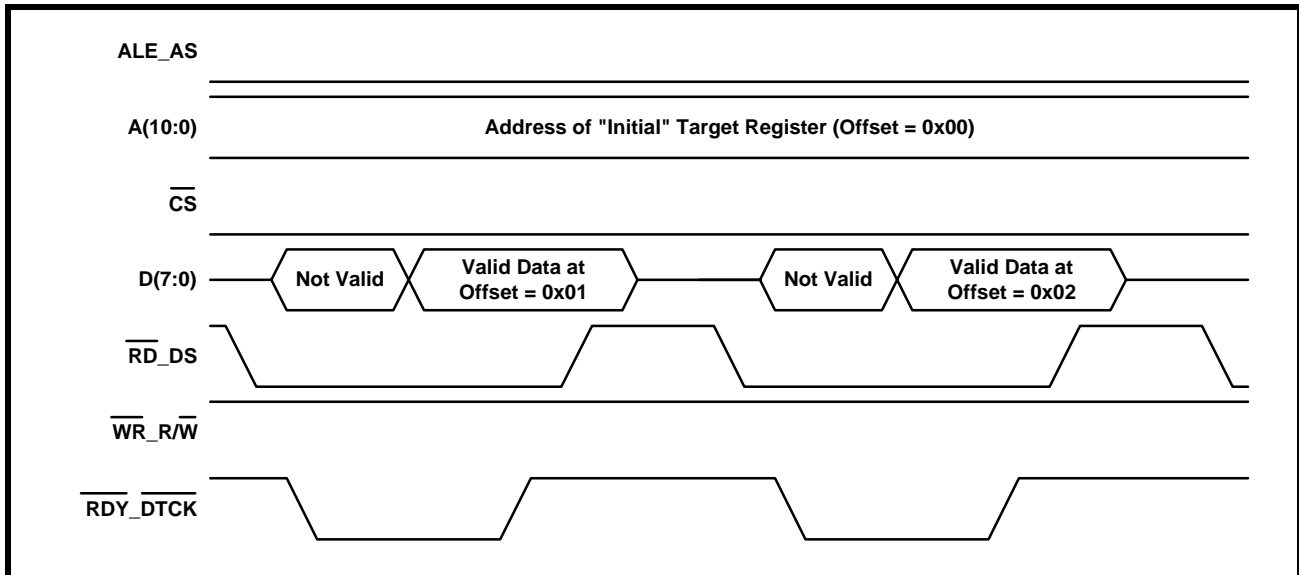 ALE_AS
A(10:0)
Address of "Initial" Target Register (Offset = 0x00)
CS
D(7:0)
Not Valid
Valid Data at
Offset = 0x01
Not Valid
Valid Data at
Offset = 0x02
RD_DS
WR_R/W
RDY_DTCK